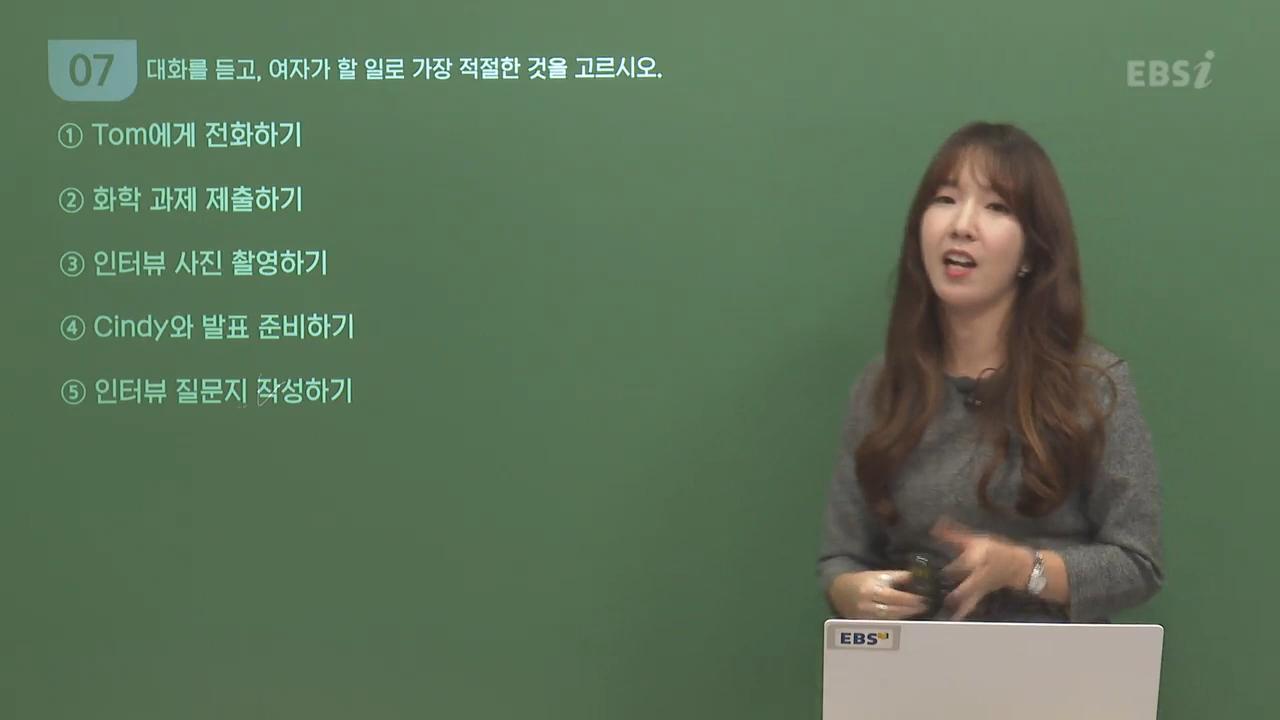 07 대화를 듣고, 여자가 할 일로 가장 적절한 것을 고르시오.
EBSi
① Tom에게 전화하기
② 화학 과제 제출하기
③ 인터뷰 사진 촬영하기
④ Cindy와 발표 준비하기
⑤ 인터뷰 질문지 작성하기
EBS